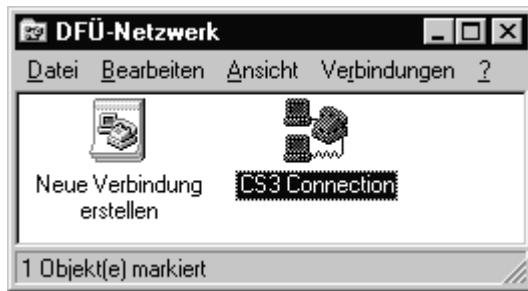 DFÜ-Netzwerk
Datei Bearbeiten Ansicht Verbindungen ?
Neue Verbindung
erstellen
CS3 Connection
1 Objekt(e) markiert